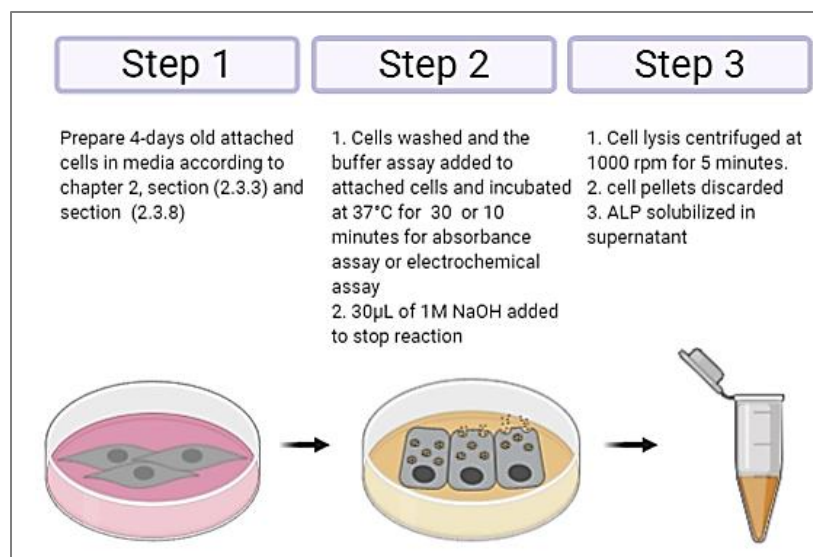 Step 1
Prepare 4-days old attached
cells in media according to
chapter 2, section (2.3.3) and
section (2.3.8)
Step 2
1. Cells washed and the
buffer assay added to
attached cells and incubated
at 37°C for 30 or 10
minutes for absorbance
assay or electrochemical
assay
2. 30µL of 1M NaOH added
to stop reaction
Step 3
1. Cell lysis centrifuged at
1000 rpm for 5 minutes.
2. cell pellets discarded
3. ALP solubilized in
supernatant